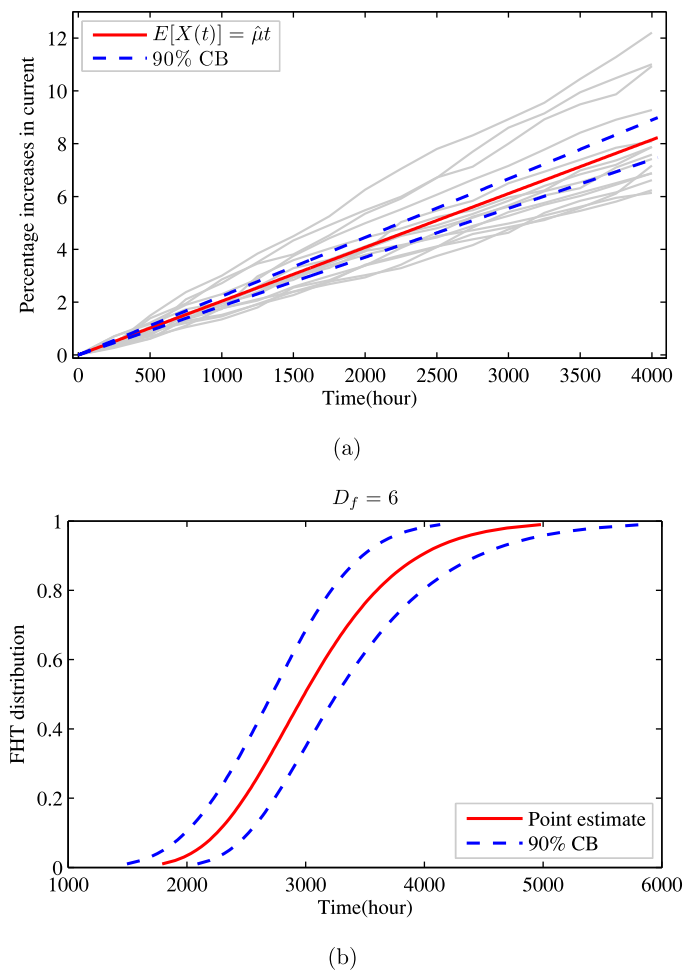 E[X(t)] = μ̂t
90% CB
Percentage increases in current
12
10
8
6
4
2
0
0 500 1000 1500 2000 2500 3000 3500 4000
Time(hour)
(a)
D_f = 6
FHT distribution
1
0.8
0.6
0.4
0.2
0
Point estimate
90% CB
1000 2000 3000 4000 5000 6000
Time(hour)
(b)